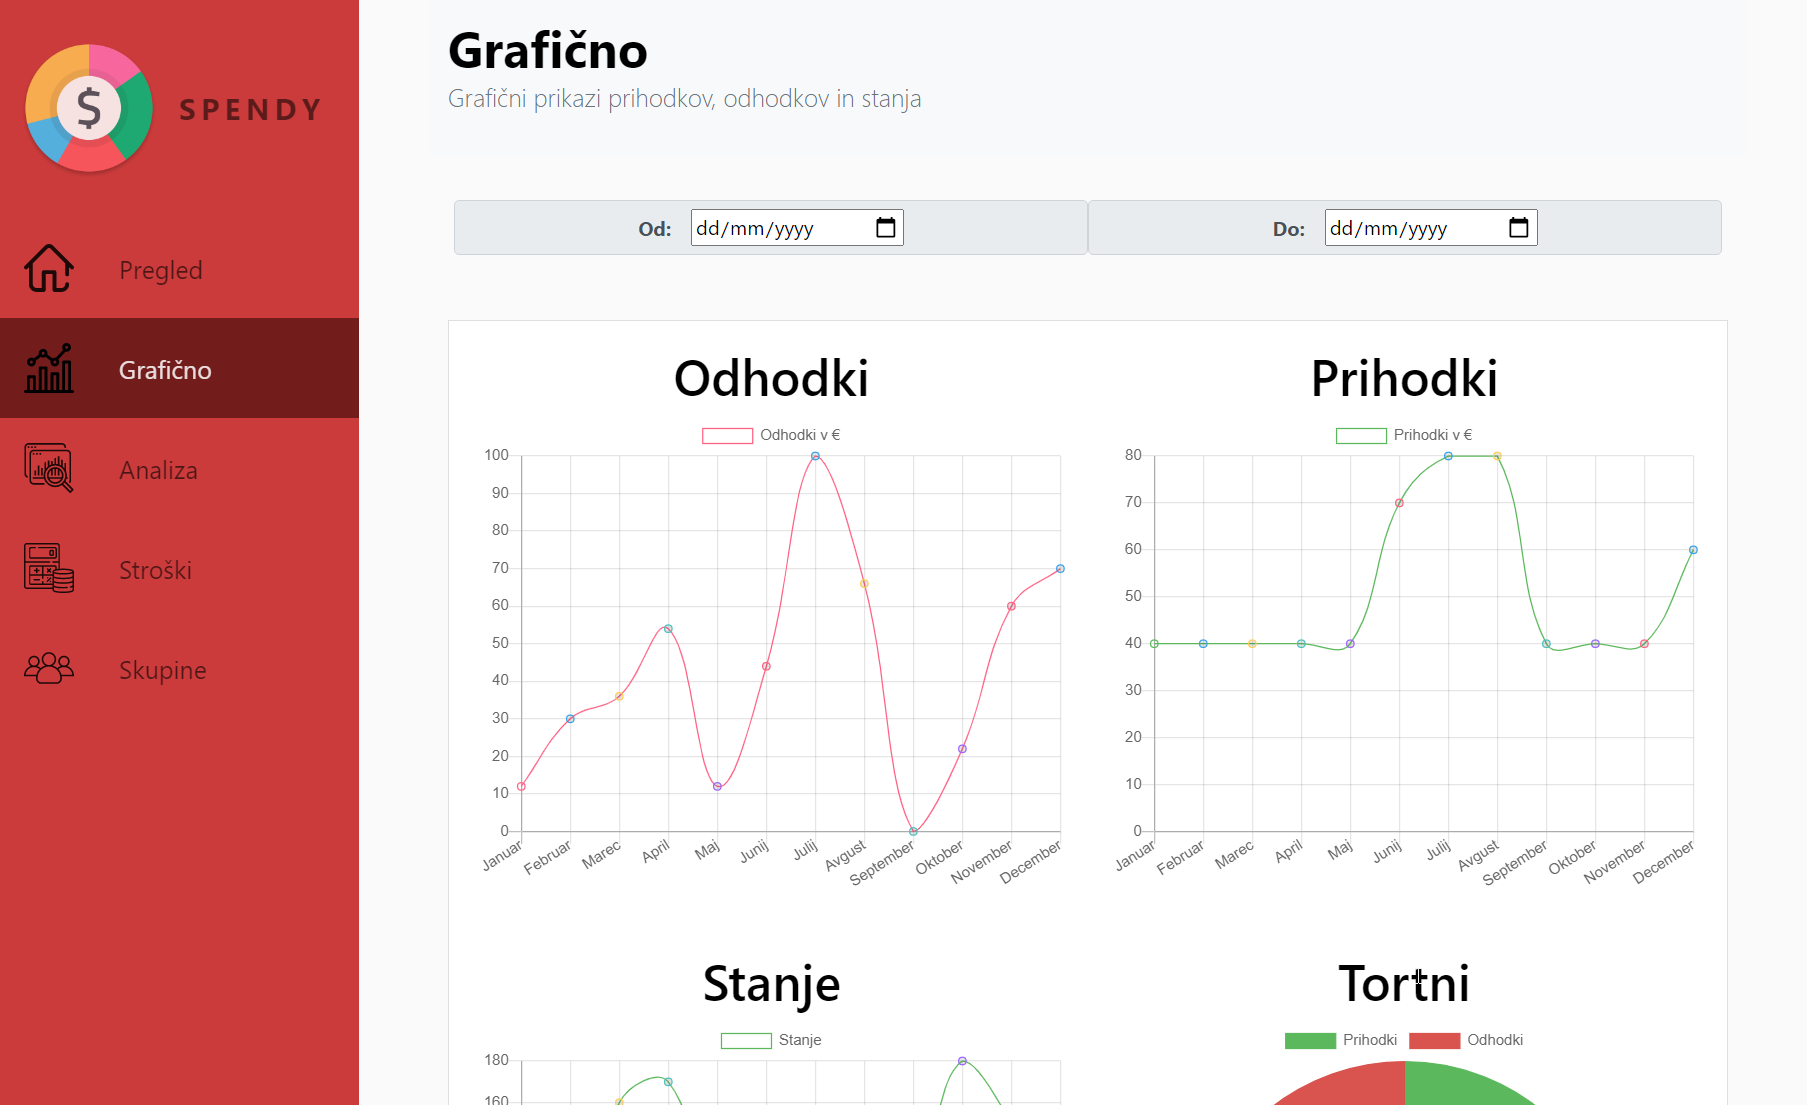 SPENDY
Pregled
Grafično
Analiza
Stroški
Skupine
Grafično
Grafični prikazi prihodkov, odhodkov in stanja
Od: dd/mm/yyyy
Do: dd/mm/yyyy
Odhodki
Odhodki v €
100
90
80
70
60
50
40
30
20
10
0
Januar Februar Marec April Maj Junij Julij Avgust September Oktober November December
Prihodki
Prihodki v €
80
70
60
50
40
30
20
10
0
Januar Februar Marec April Maj Junij Julij Avgust September Oktober November December
Stanje
Stanje
180
160
Tortni
Prihodki Odhodki